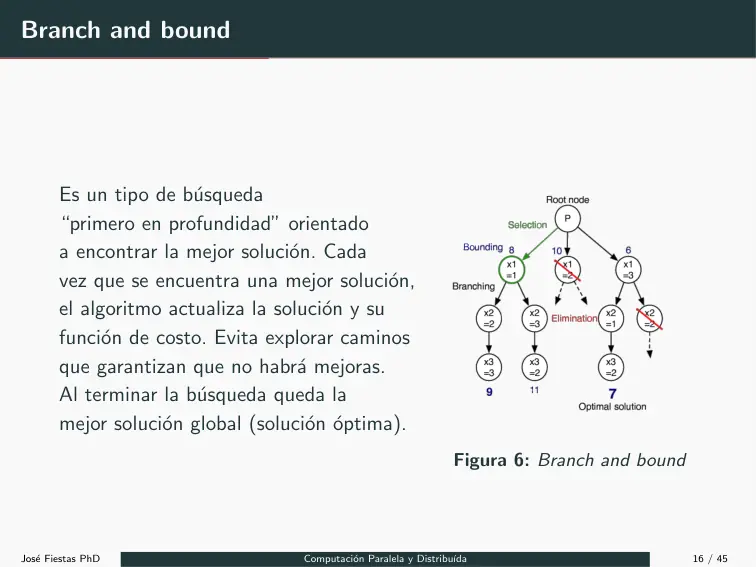 Branch and bound
Es un tipo de búsqueda
“primero en profundidad” orientado
a encontrar la mejor solución. Cada
vez que se encuentra una mejor solución,
el algoritmo actualiza la solución y su
función de costo. Evita explorar caminos
que garantizan que no habrá mejoras.
Al terminar la búsqueda queda la
mejor solución global (solución óptima).
Root node
P
Selection
Bounding 8 10 6
x1 =1
x1 =2
x1 =3
Branching
x2 =2
x2 =3
Elimination
x2 =1
x2 =2
x3 =3
x3 =2
x3 =2
9 11 7
Optimal solution
Figura 6: Branch and bound
José Fiestas PhD
Computación Paralela y Distribuída
16 / 45